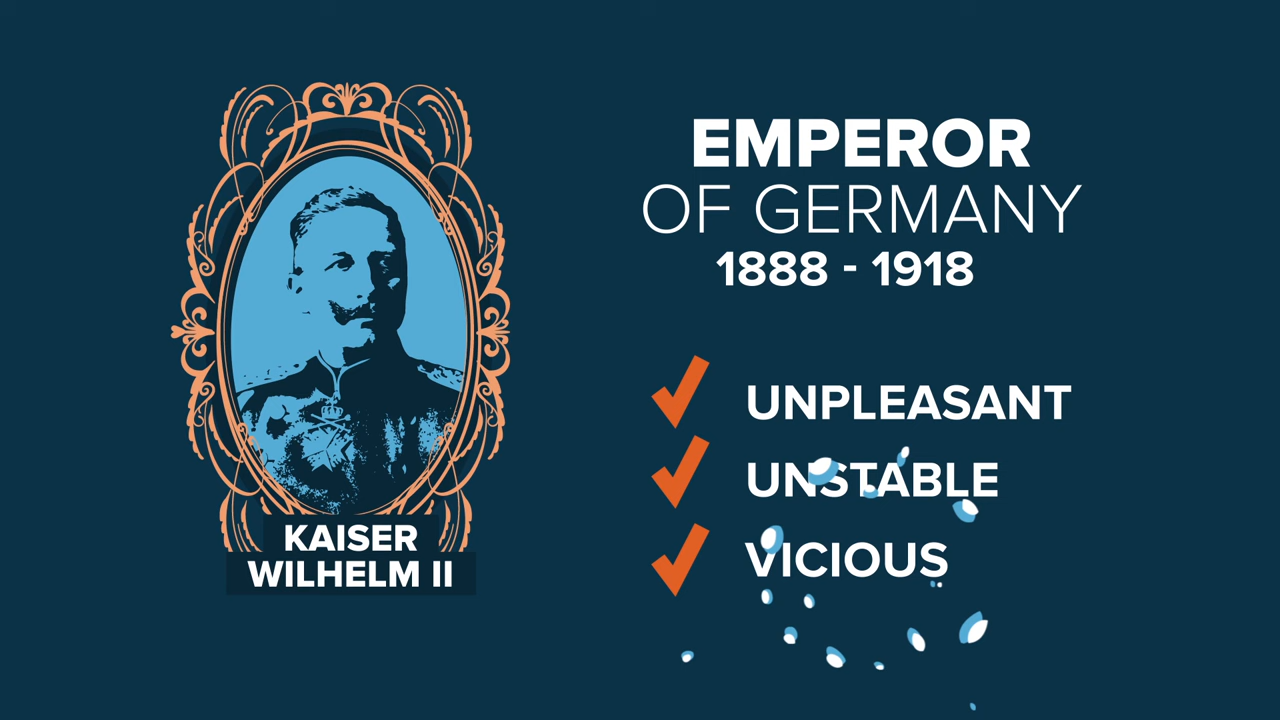 KAISER
WILHELM II
EMPEROR
OF GERMANY
1888 - 1918
UNPLEASANT
UNSTABLE
VICIOUS